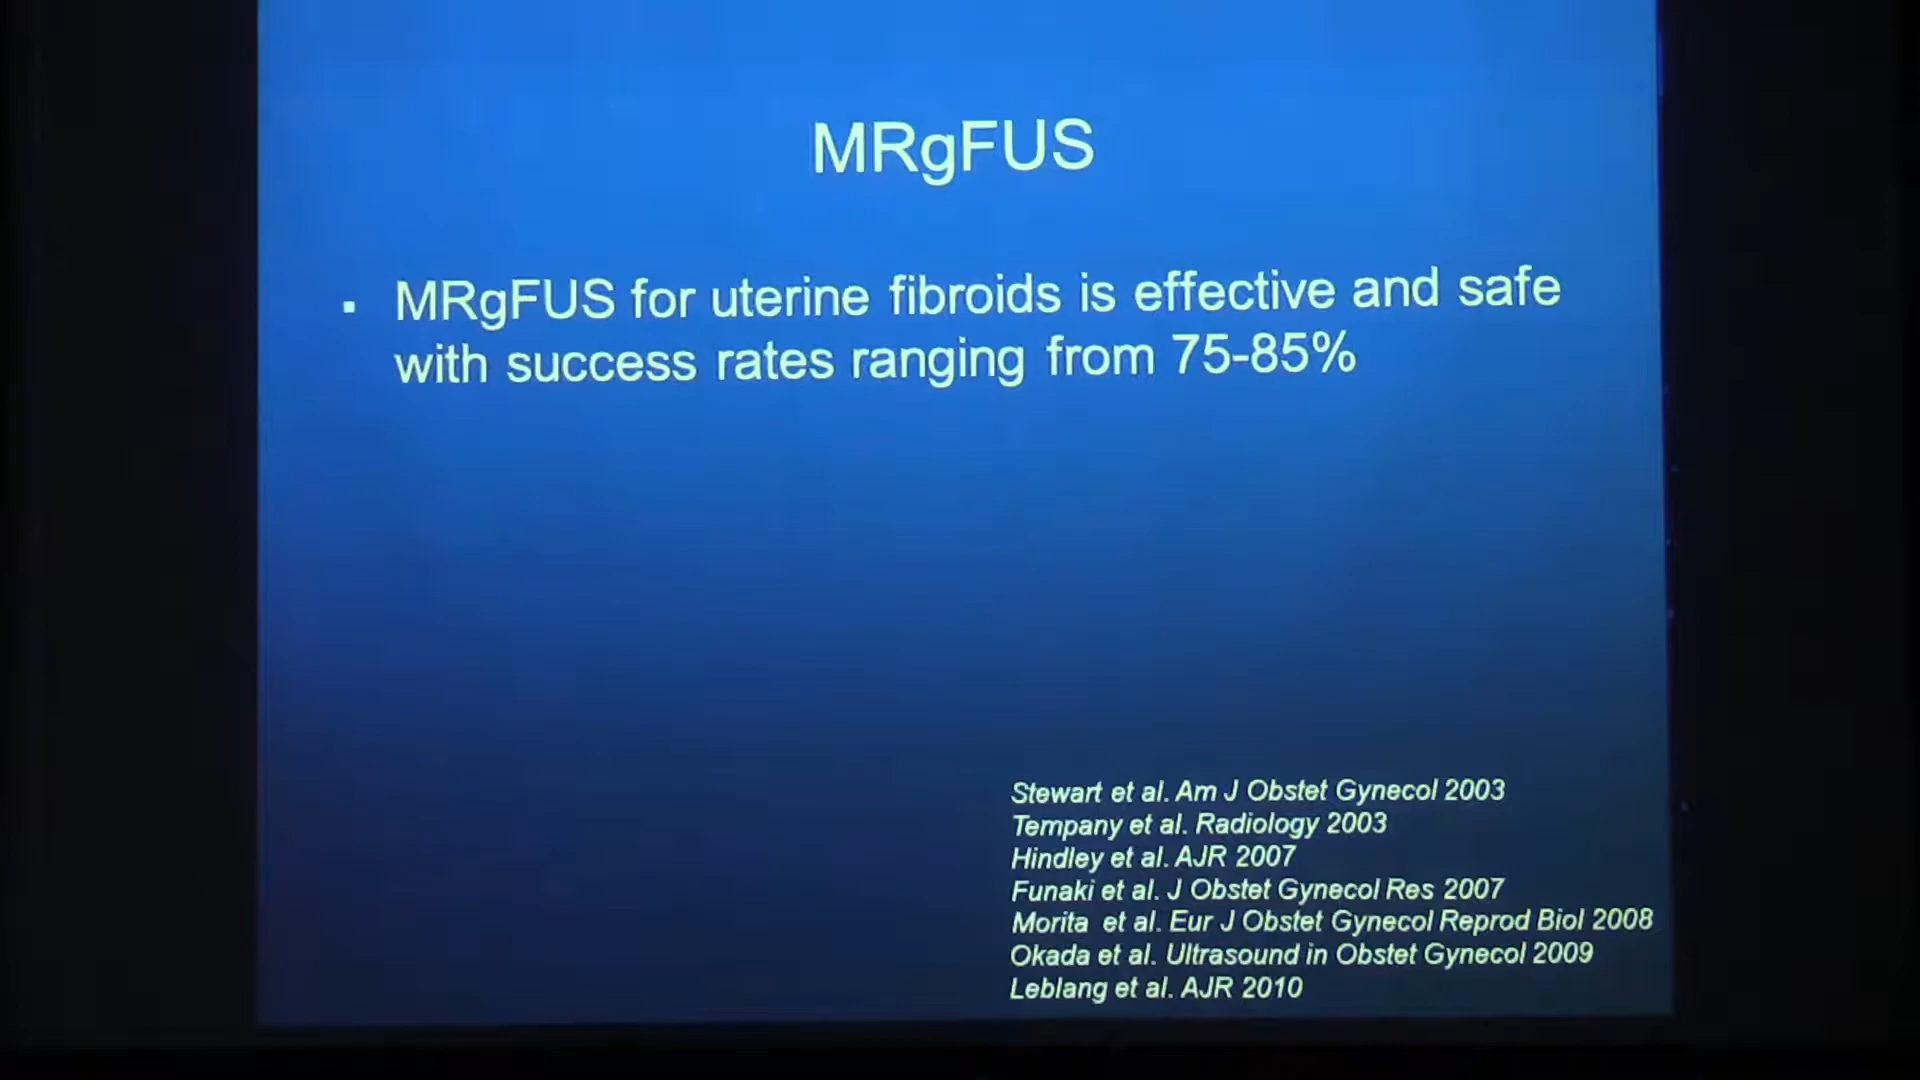 MRgFUS
▪ MRgFUS for uterine fibroids is effective and safe
with success rates ranging from 75-85%
Stewart et al. Am J Obstet Gynecol 2003
Tempany et al. Radiology 2003
Hindley et al. AJR 2007
Funaki et al. J Obstet Gynecol Res 2007
Morita et al. Eur J Obstet Gynecol Reprod Biol 2008
Okada et al. Ultrasound in Obstet Gynecol 2009
Leblang et al. AJR 2010